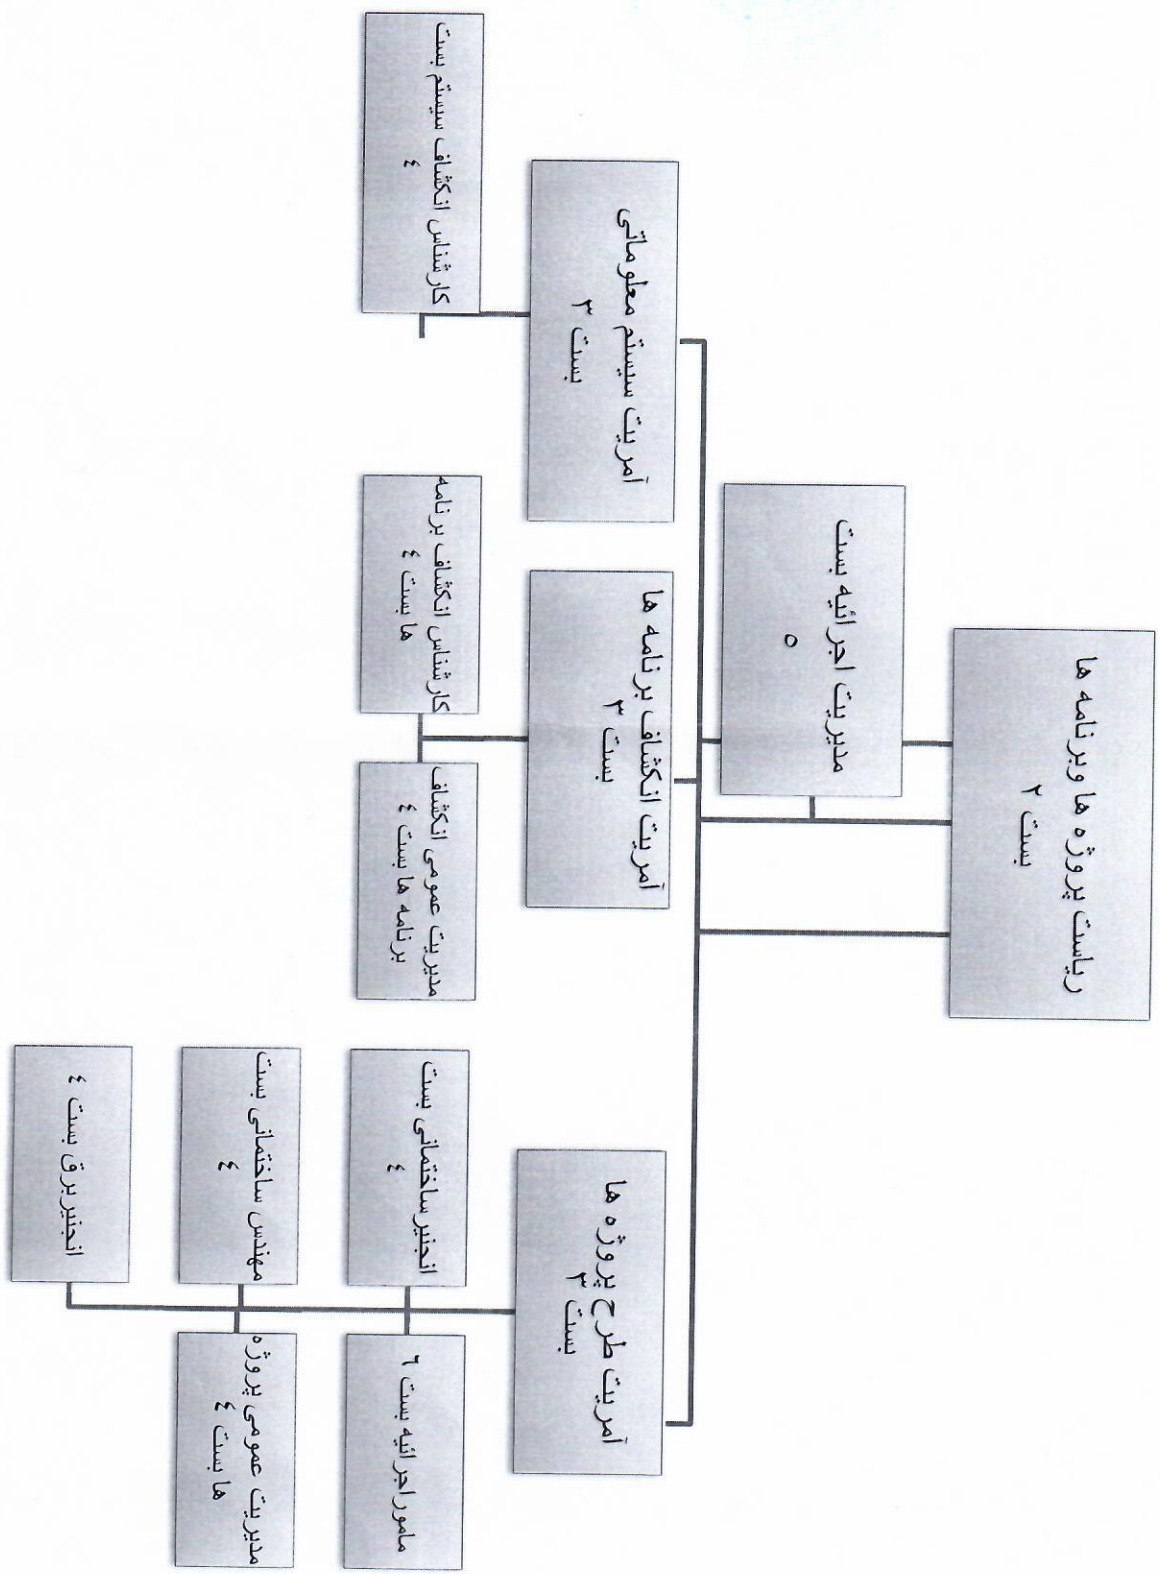 ریاست پروژه ها وبرنامه ها
بست ۲
مدیریت اجرائیه بست
٥
آمریت سیستم معلوماتی
بست ۳
آمریت انکشاف برنامه ها
بست ۳
آمریت طرح پروژه ها
بست ۳
کارشناس انکشاف سیستم بست
٤
کارشناس انکشاف برنامه
ها بست ٤
مدیریت عمومی انکشاف
برنامه ها بست ٤
انجنیر ساختمانی بست
٤
مامور اجرائیه بست ٦
مهندس ساختمانی بست
٤
مدیریت عمومی پروژه
ها بست ٤
انجنیر برق بست ٤